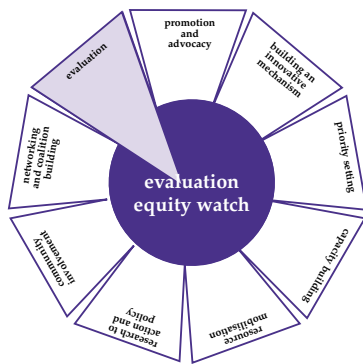 evaluation
promotion
and
advocacy
building an
innovative
mechanism
priority setting
capacity building
resource
mobilisation
research to
action and
policy
community
involvement
networking
and coalition
building
evaluation
equity watch